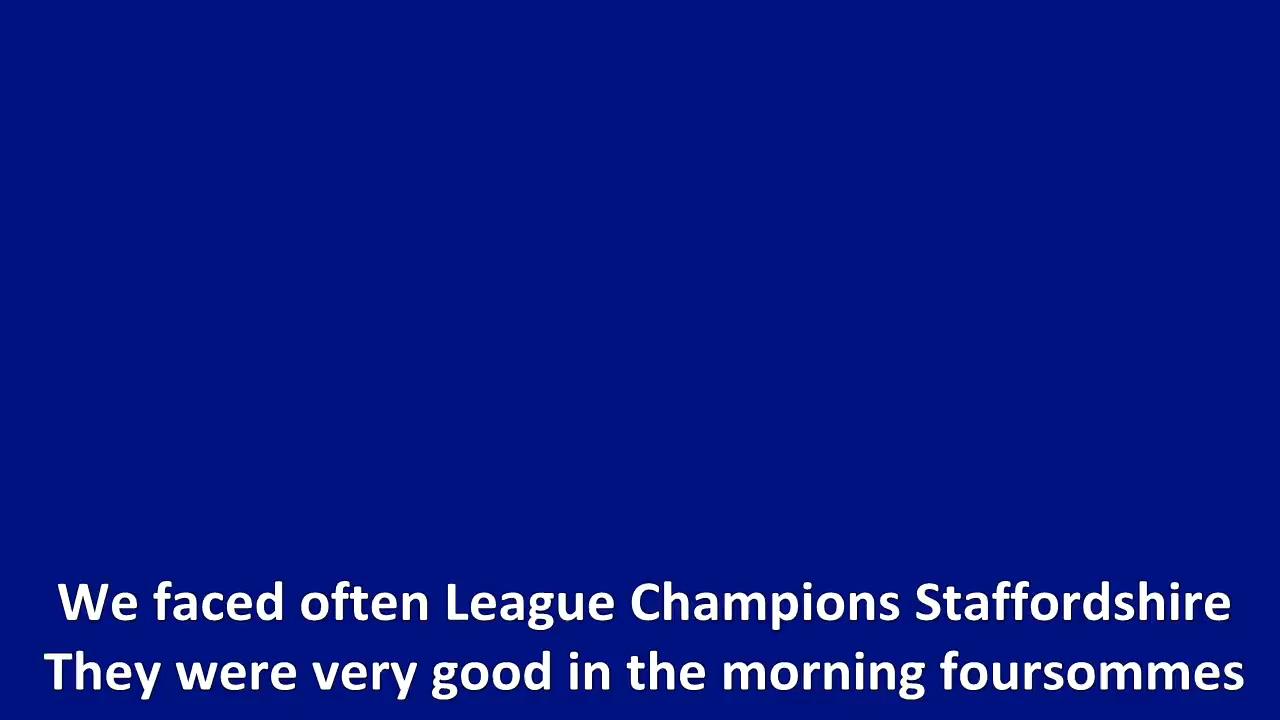 We faced often League Champions Staffordshire
They were very good in the morning foursommes